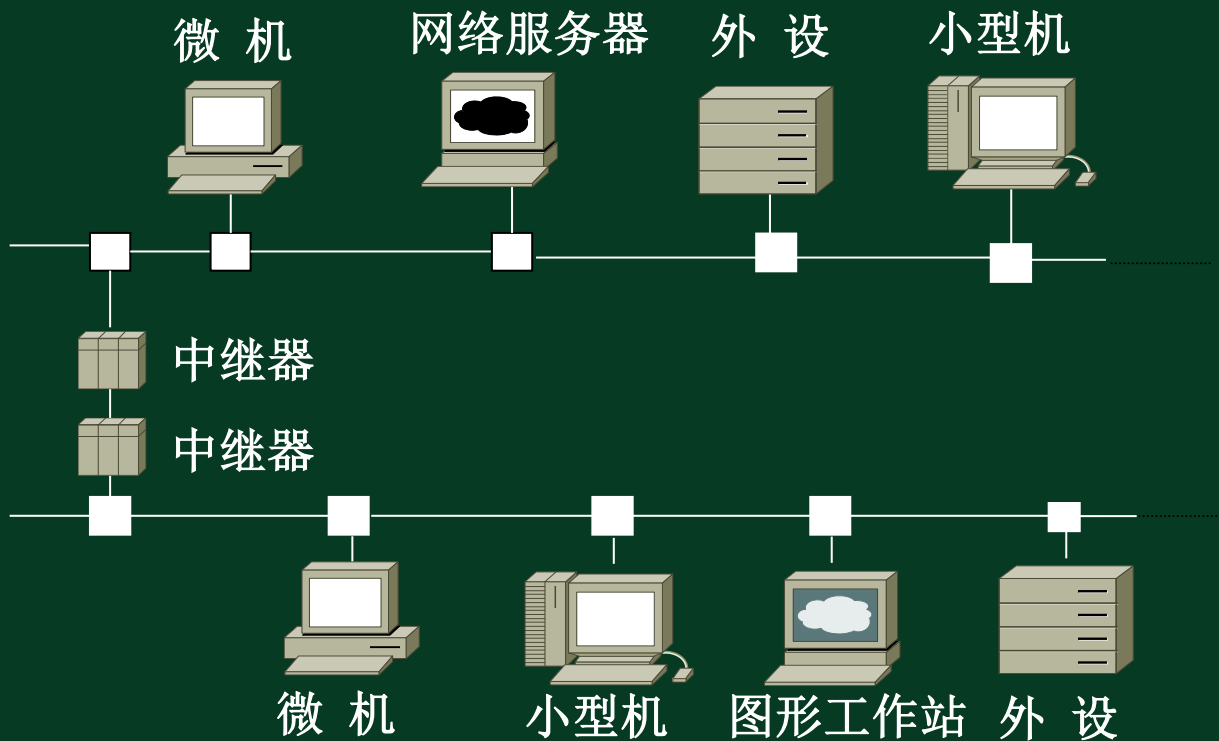 微 机
网络服务器
外 设
小型机
中继器
中继器
微 机
小型机
图形工作站
外 设